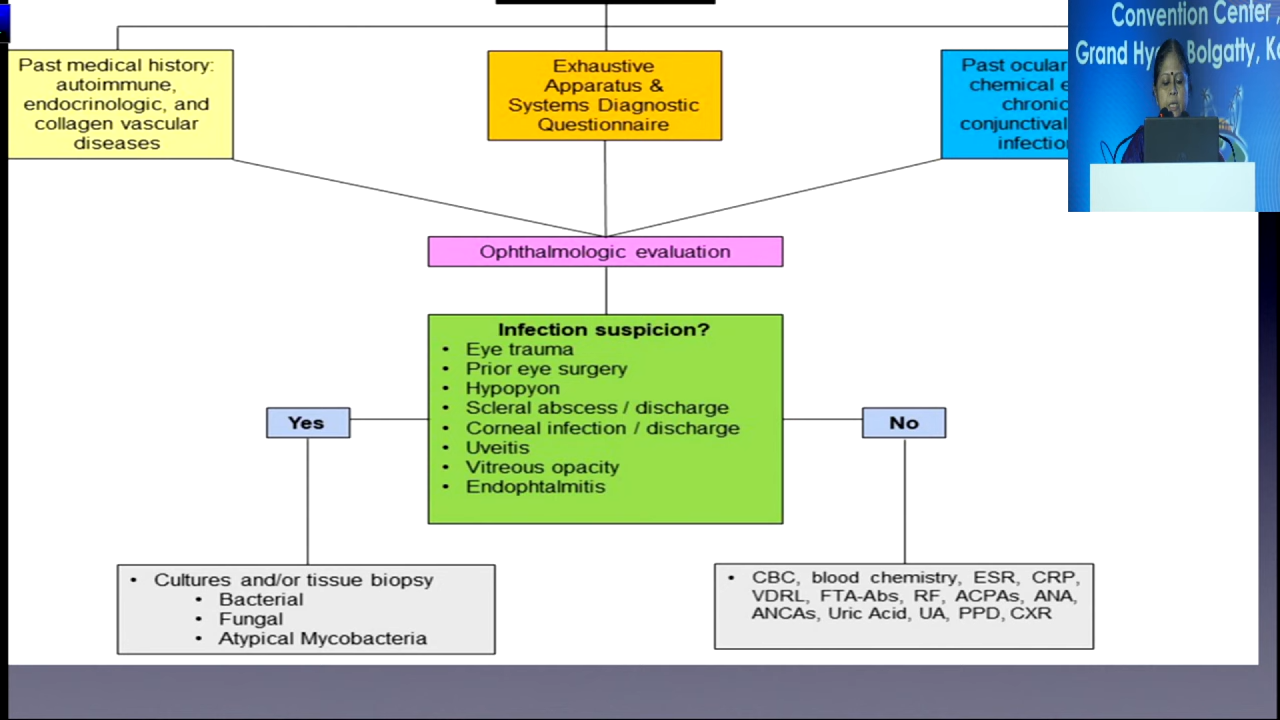 Convention Center,
Grand Hy Bolgatty,
Past medical history:
autoimmune,
endocrinologic, and
collagen vascular
diseases
Exhaustive
Apparatus &
Systems Diagnostic
Questionnaire
Past ocular
chemical
chronic
conjunctival
Ophthalmologic evaluation
Infection suspicion?
• Eye trauma
• Prior eye surgery
• Hypopyon
• Scleral abscess / discharge
• Corneal infection / discharge
• Uveitis
• Vitreous opacity
• Endophtalmitis
Yes
No
• Cultures and/or tissue biopsy
• Bacterial
• Fungal
• Atypical Mycobacteria
• CBC, blood chemistry, ESR, CRP,
VDRL, FTA-Abs, RF, ACPAs, ANA,
ANCAs, Uric Acid, UA, PPD, CXR